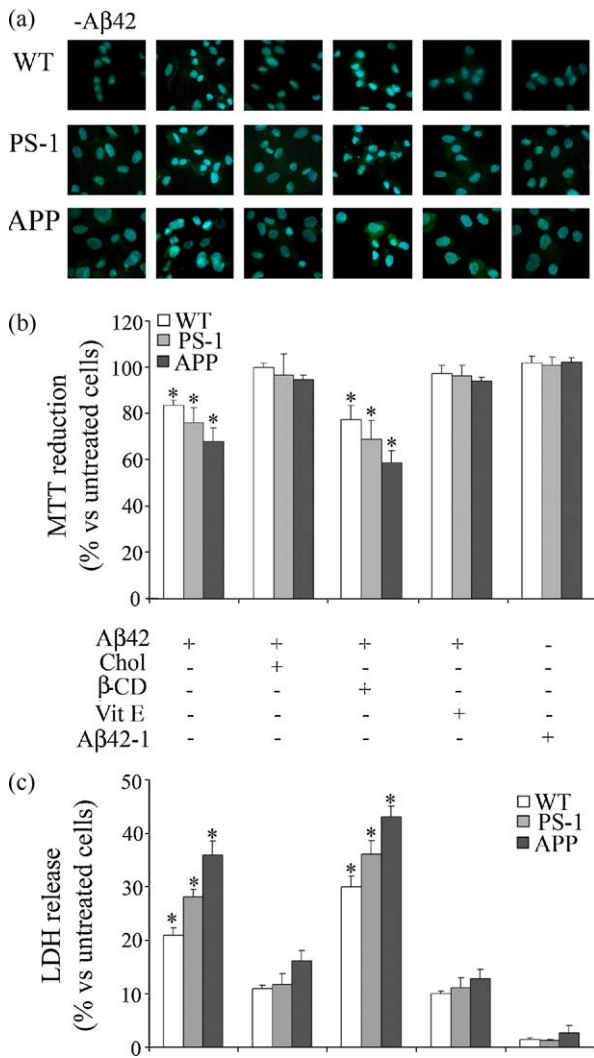 (a)
-Aβ42
WT
PS-1
APP
(b)
MTT reduction
(% vs untreated cells)
120
100
80
60
40
20
0
WT
PS-1
APP
* * *
* * *
Aβ42 + + + + -
Chol - + - - -
β-CD - - + - -
Vit E - - - + -
Aβ42-1 - - - - +
(c)
LDH release
(% vs untreated cells)
50
40
30
20
10
0
WT
PS-1
APP
* * *
* * *